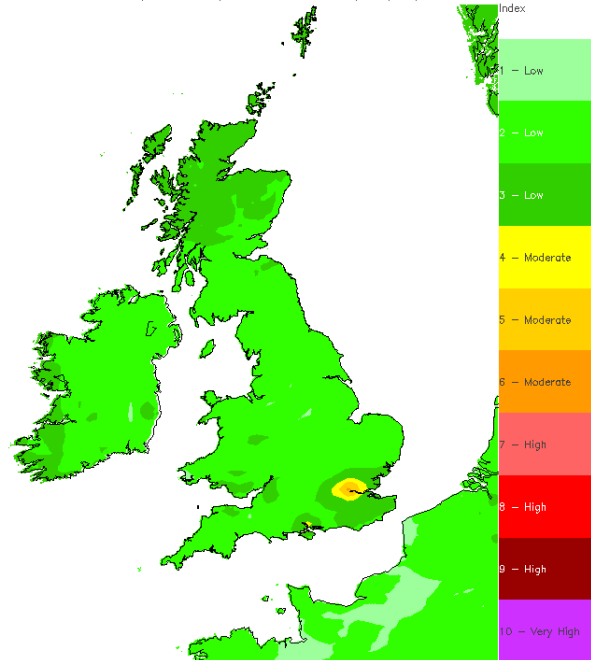 Index
1 – Low
2 – Low
3 – Low
4 – Moderate
5 – Moderate
6 – Moderate
7 – High
8 – High
9 – High
10 – Very High